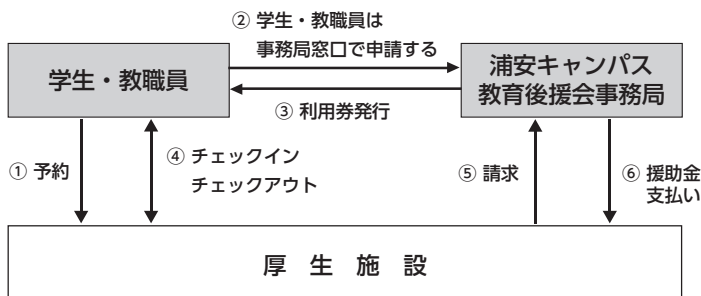 ② 学生・教職員は
事務局窓口で申請する
学生・教職員
浦安キャンパス
教育後援会事務局
③ 利用券発行
① 予約
④ チェックイン
チェックアウト
⑤ 請求
⑥ 援助金
支払い
厚 生 施 設